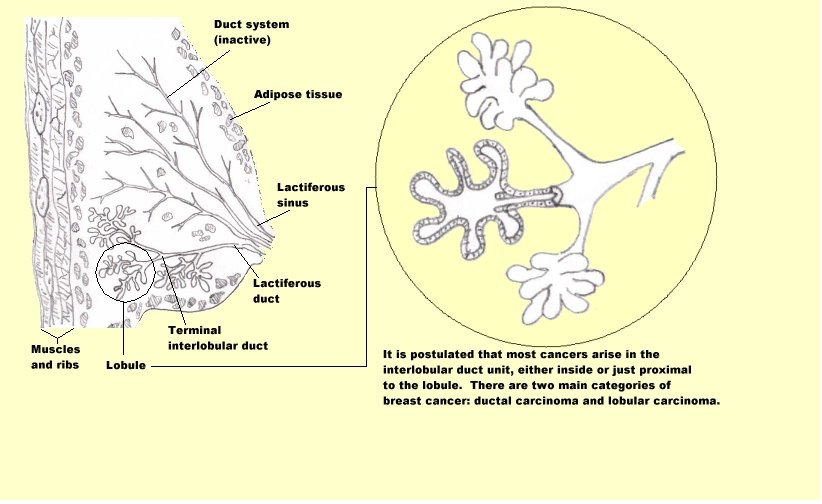 Duct system
(inactive)
Adipose tissue
Lactiferous
sinus
Lactiferous
duct
Terminal
interlobular duct
Muscles
and ribs
Lobule
It is postulated that most cancers arise in the
interlobular duct unit, either inside or just proximal
to the lobule.  There are two main categories of
breast cancer: ductal carcinoma and lobular carcinoma.